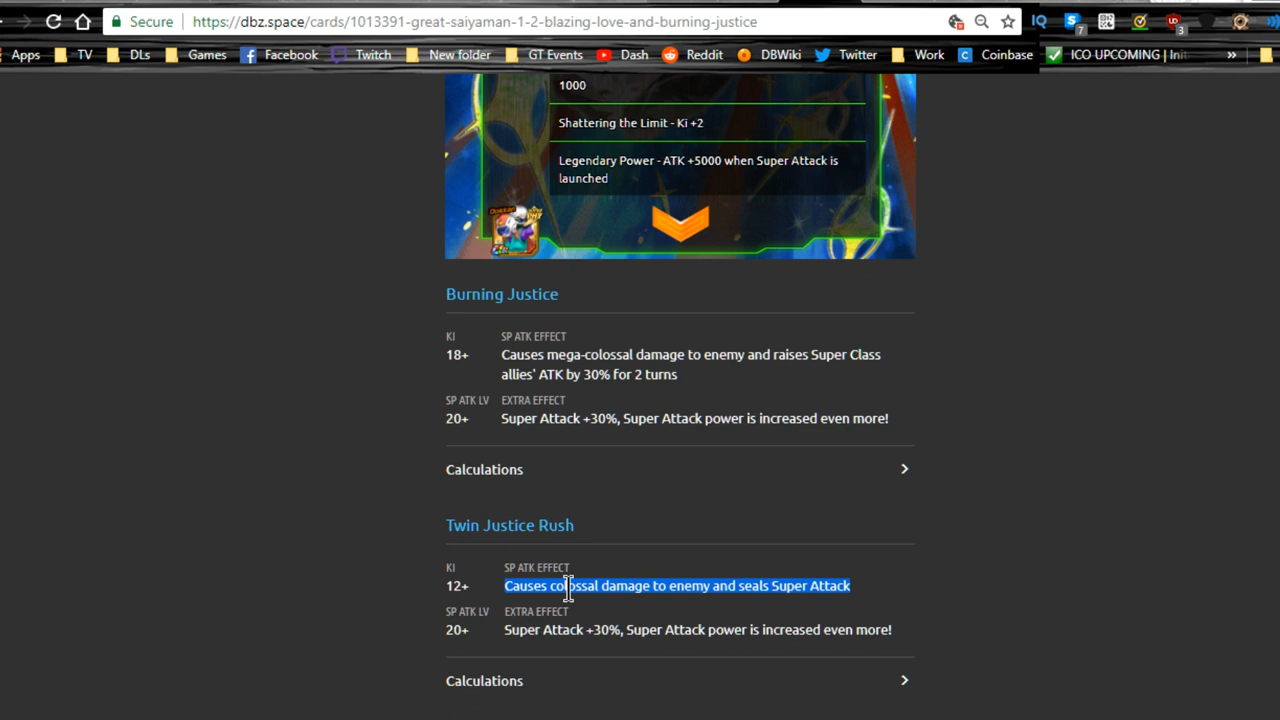 Secure https://dbz.space/cards/1013391-great-saiyaman-1-2-blazing-love-and-burning-justice IQ 7 3
Apps TV DLs Games Facebook Twitch New folder GT Events Dash Reddit DBWiki Twitter Work Coinbase ICO UPCOMING | Init »
1000
Shattering the Limit - Ki +2
Legendary Power - ATK +5000 when Super Attack is
launched
Burning Justice
KI SP ATK EFFECT
18+ Causes mega-colossal damage to enemy and raises Super Class
allies' ATK by 30% for 2 turns
SP ATK LV EXTRA EFFECT
20+ Super Attack +30%, Super Attack power is increased even more!
Calculations
Twin Justice Rush
KI SP ATK EFFECT
12+ Causes colossal damage to enemy and seals Super Attack
SP ATK LV EXTRA EFFECT
20+ Super Attack +30%, Super Attack power is increased even more!
Calculations